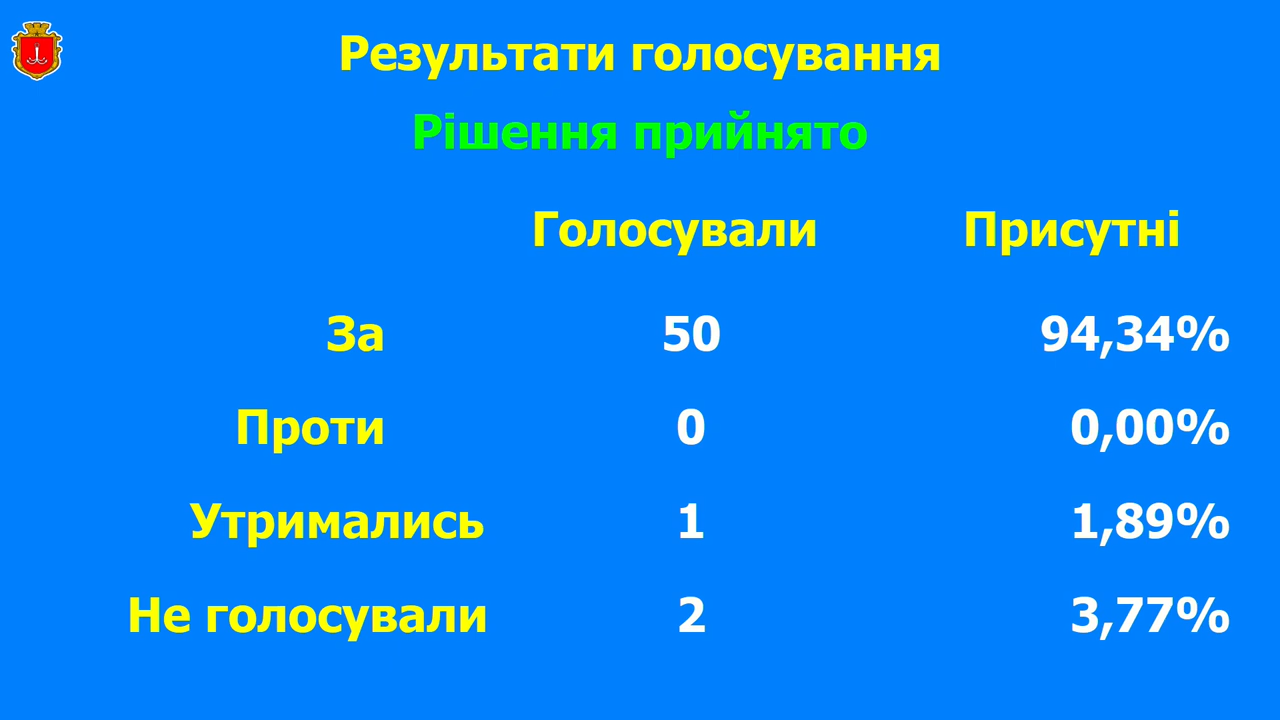 Результати голосування
Рішення прийнято
Голосували Присутні
За 50 94,34%
Проти 0 0,00%
Утримались 1 1,89%
Не голосували 2 3,77%